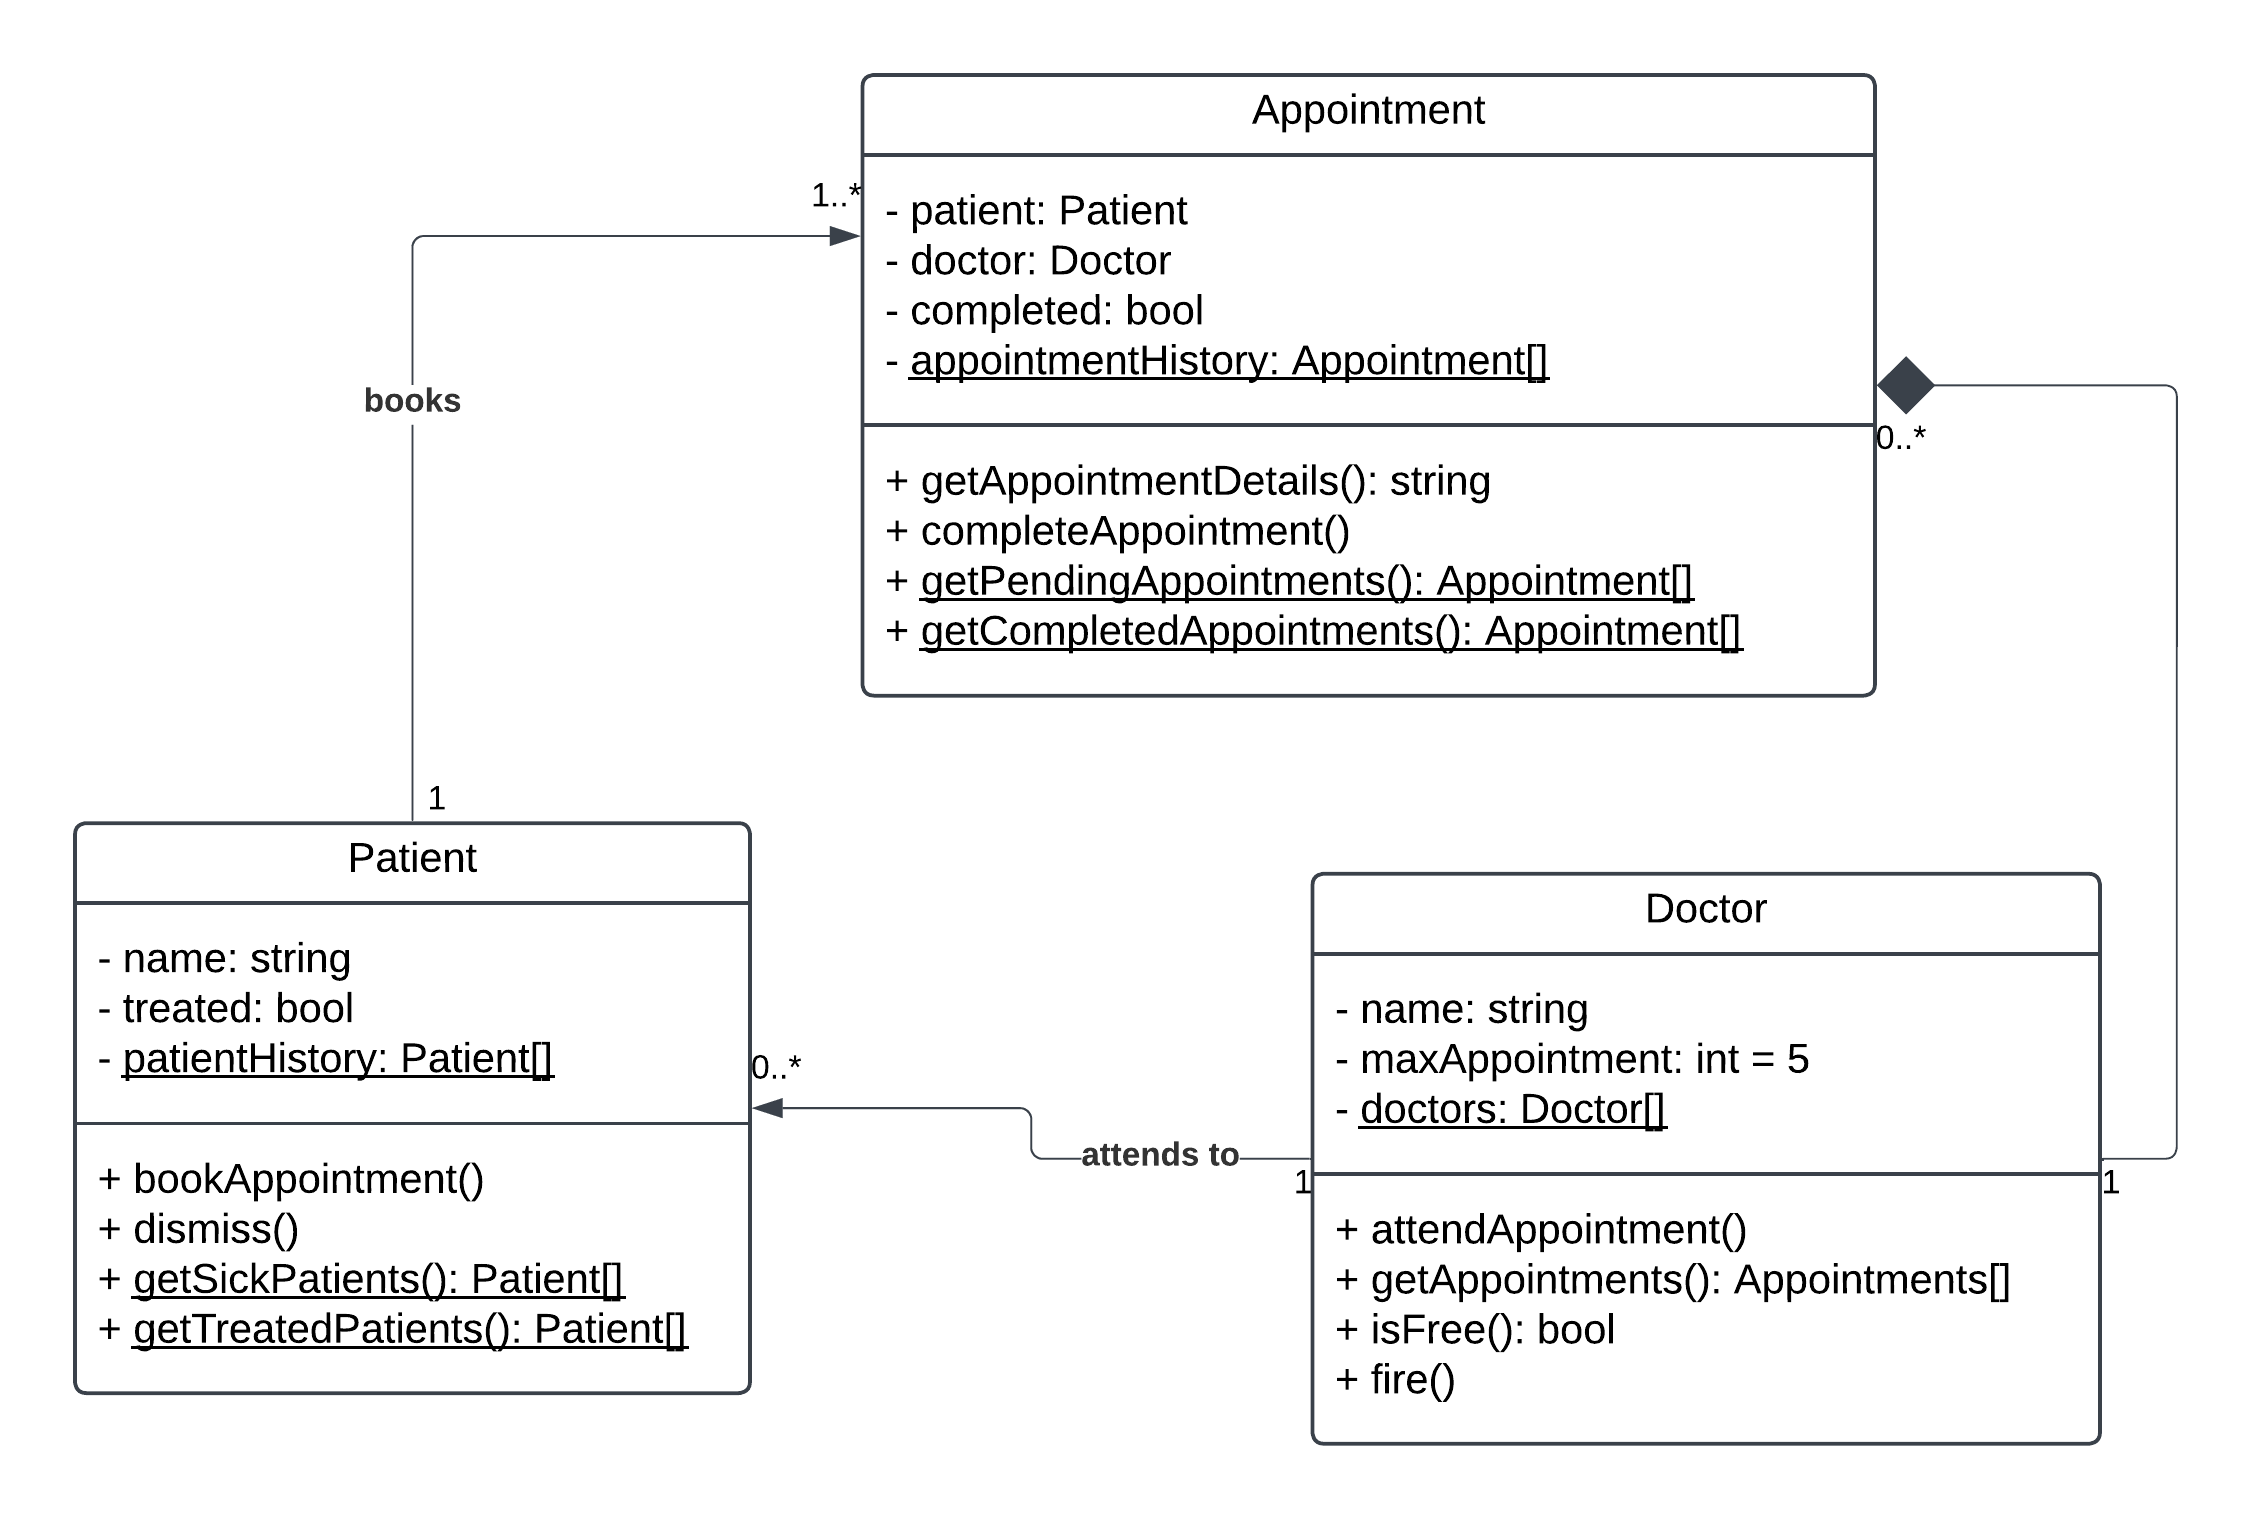 Appointment
1..*
- patient: Patient
- doctor: Doctor
- completed: bool
- appointmentHistory: Appointment[]
0..*
+ getAppointmentDetails(): string
+ completeAppointment()
+ getPendingAppointments(): Appointment[]
+ getCompletedAppointments(): Appointment[]
books
1
Patient
- name: string
- treated: bool
- patientHistory: Patient[]
+ bookAppointment()
+ dismiss()
+ getSickPatients(): Patient[]
+ getTreatedPatients(): Patient[]
0..*
attends to
1
Doctor
- name: string
- maxAppointment: int = 5
- doctors: Doctor[]
1
+ attendAppointment()
+ getAppointments(): Appointments[]
+ isFree(): bool
+ fire()